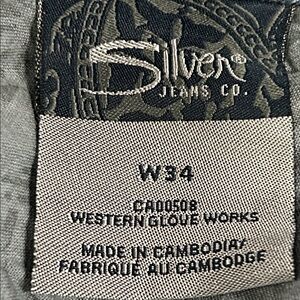 Silver®
JEANS CO.
W34
CA00508
WESTERN GLOVE WORKS
MADE IN CAMBODIA/
FABRIQUÉ AU CAMBODGE